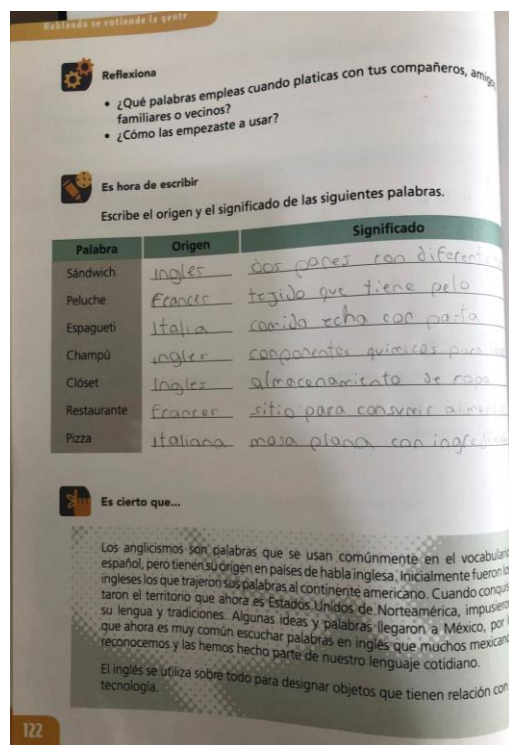 Hablando se entiende la gente
Reflexiona
• ¿Qué palabras empleas cuando platicas con tus compañeros, amigos,
familiares o vecinos?
• ¿Cómo las empezaste a usar?
Es hora de escribir
Escribe el origen y el significado de las siguientes palabras.
Palabra Origen Significado
Sándwich Ingles dos panes con diferent
Peluche Francer tejido que tiene pelo
Espagueti Italia comida echa con pasta
Champú ingler componentes quimicos para
Clóset Ingles almacenamiento de ropa
Restaurante Francer sitio para consumir alimen
Pizza Italiana masa plana con ingredien
Es cierto que...
Los anglicismos son palabras que se usan comúnmente en el vocabulario
español, pero tienen su origen en países de habla inglesa. Inicialmente fueron los
ingleses los que trajeron sus palabras al continente americano. Cuando conquis
taron el territorio que ahora es Estados Unidos de Norteamérica, impusiero
su lengua y tradiciones. Algunas ideas y palabras llegaron a México, por l
que ahora es muy común escuchar palabras en inglés que muchos mexican
reconocemos y las hemos hecho parte de nuestro lenguaje cotidiano.
El inglés se utiliza sobre todo para designar objetos que tienen relación con
tecnología.
122